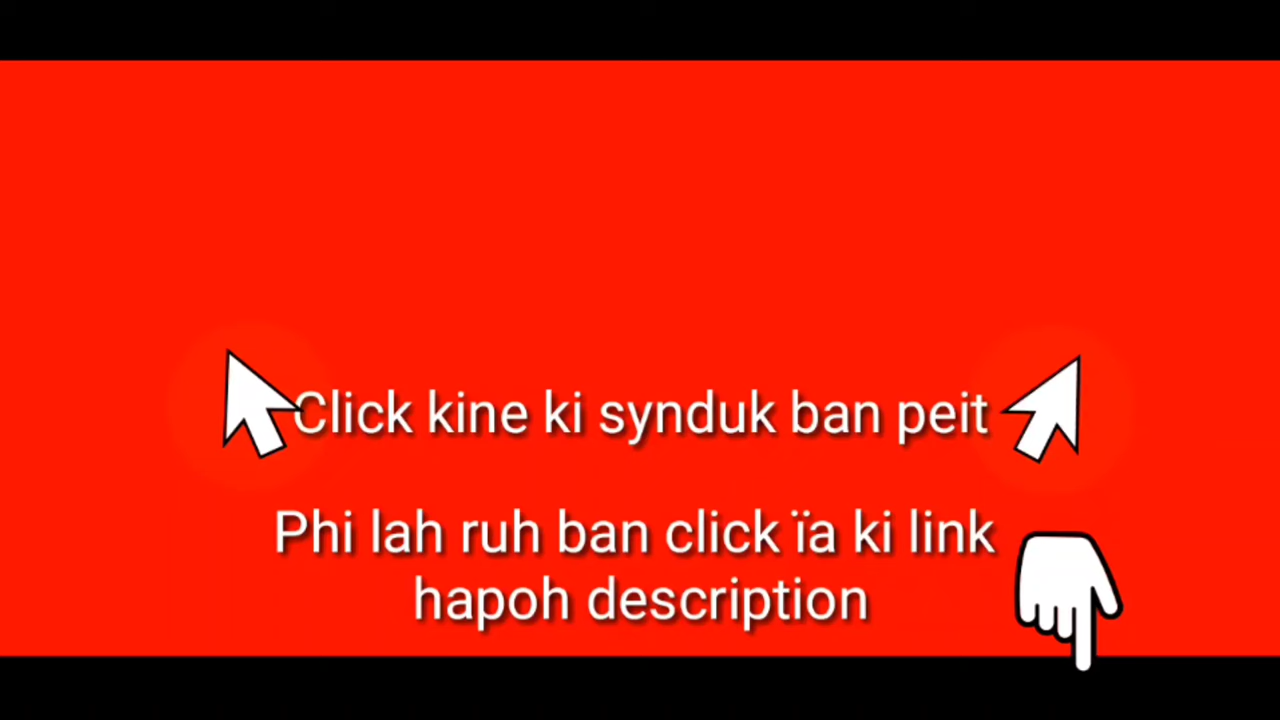 Click kine ki synduk ban peit
Phi lah ruh ban click ïa ki link
hapoh description